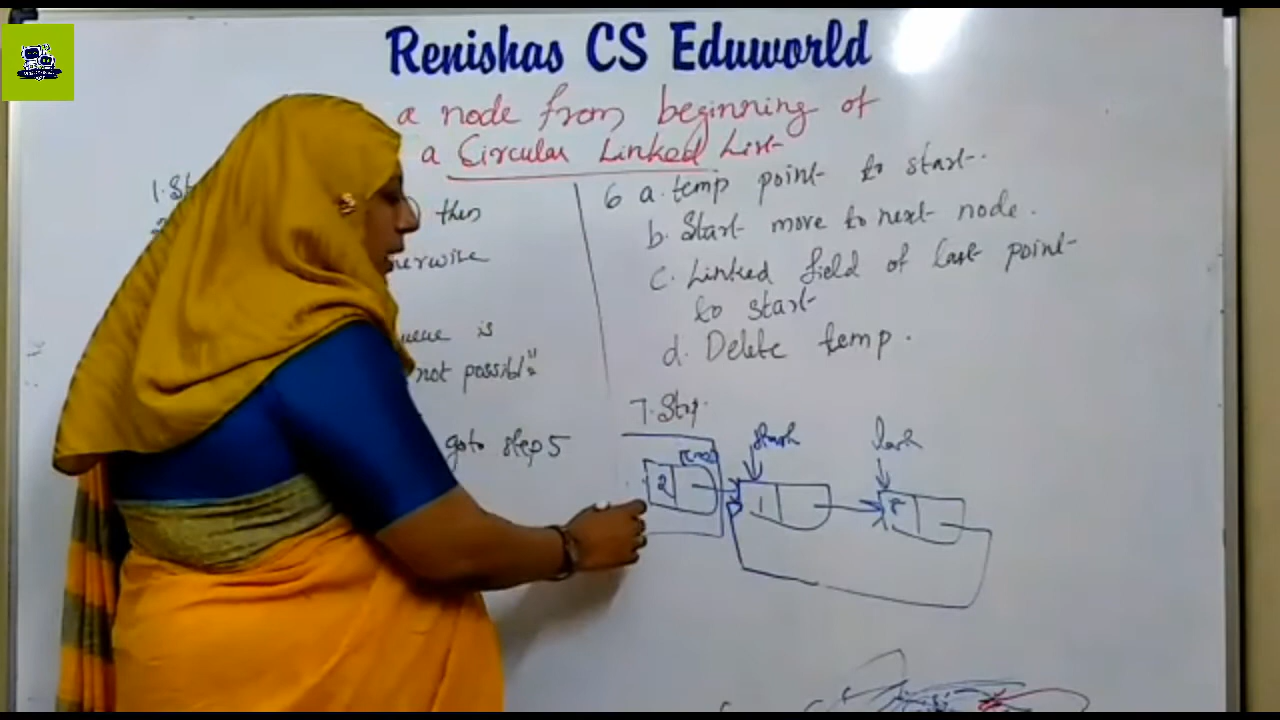 Renishas CS Eduworld
a node from beginning of
a Circular Linked List
1. St
then
erwise
ueue is
not possible"
goto step 5
6 a. temp point to start.
b. Start move to next node.
c. Linked field of last point
to start
d. Delete temp.
7. Stop.
start
last
2
1